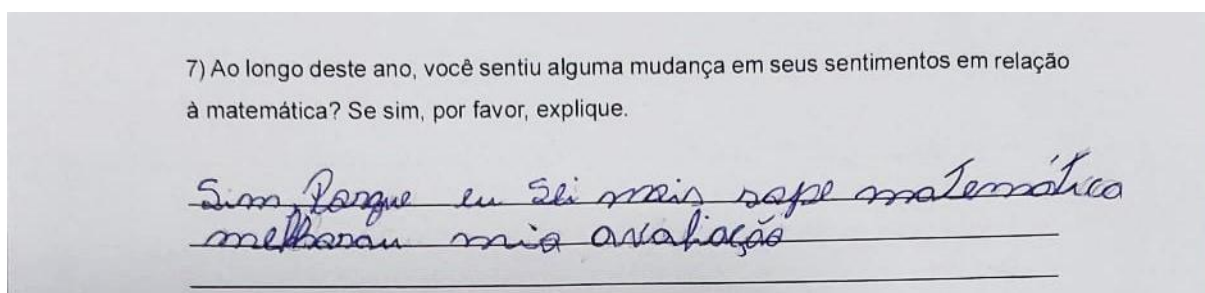 7) Ao longo deste ano, você sentiu alguma mudança em seus sentimentos em relação
à matemática? Se sim, por favor, explique.
Sim, Porque eu sei mais sope matemática
melhorou mia avaliação